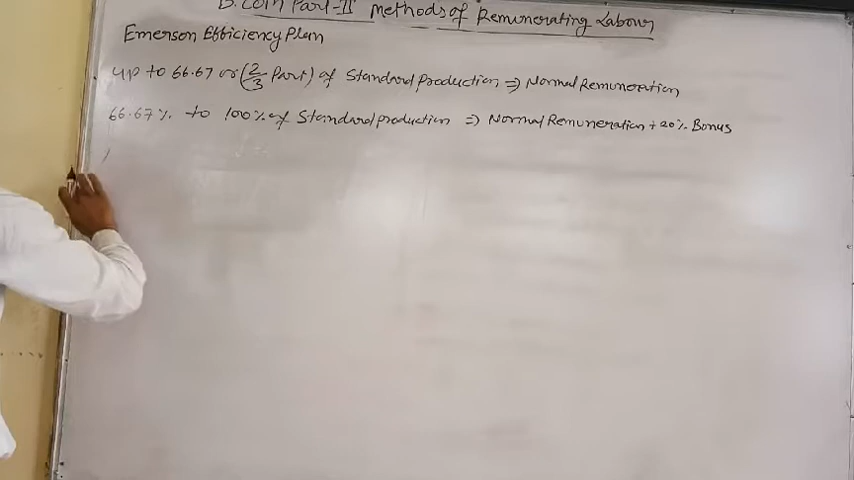 B.Com Part-II Methods of Remunerating Labour
Emerson Efficiency Plan
up to 66.67 or (2/3 Part) of Standard Production ⇒ Normal Remuneration
66.67% to 100% of Standard production ⇒ Normal Remuneration + 20% Bonus